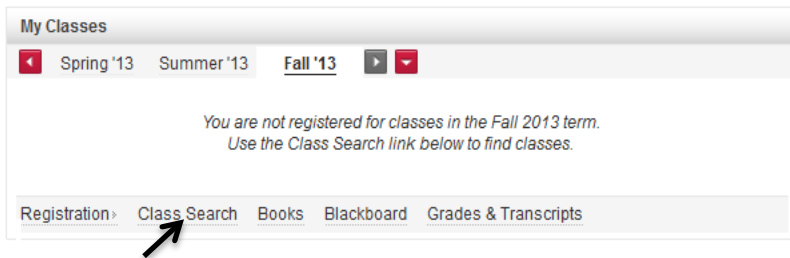 My Classes
Spring '13 Summer '13 Fall '13
You are not registered for classes in the Fall 2013 term.
Use the Class Search link below to find classes.
Registration Class Search Books Blackboard Grades & Transcripts